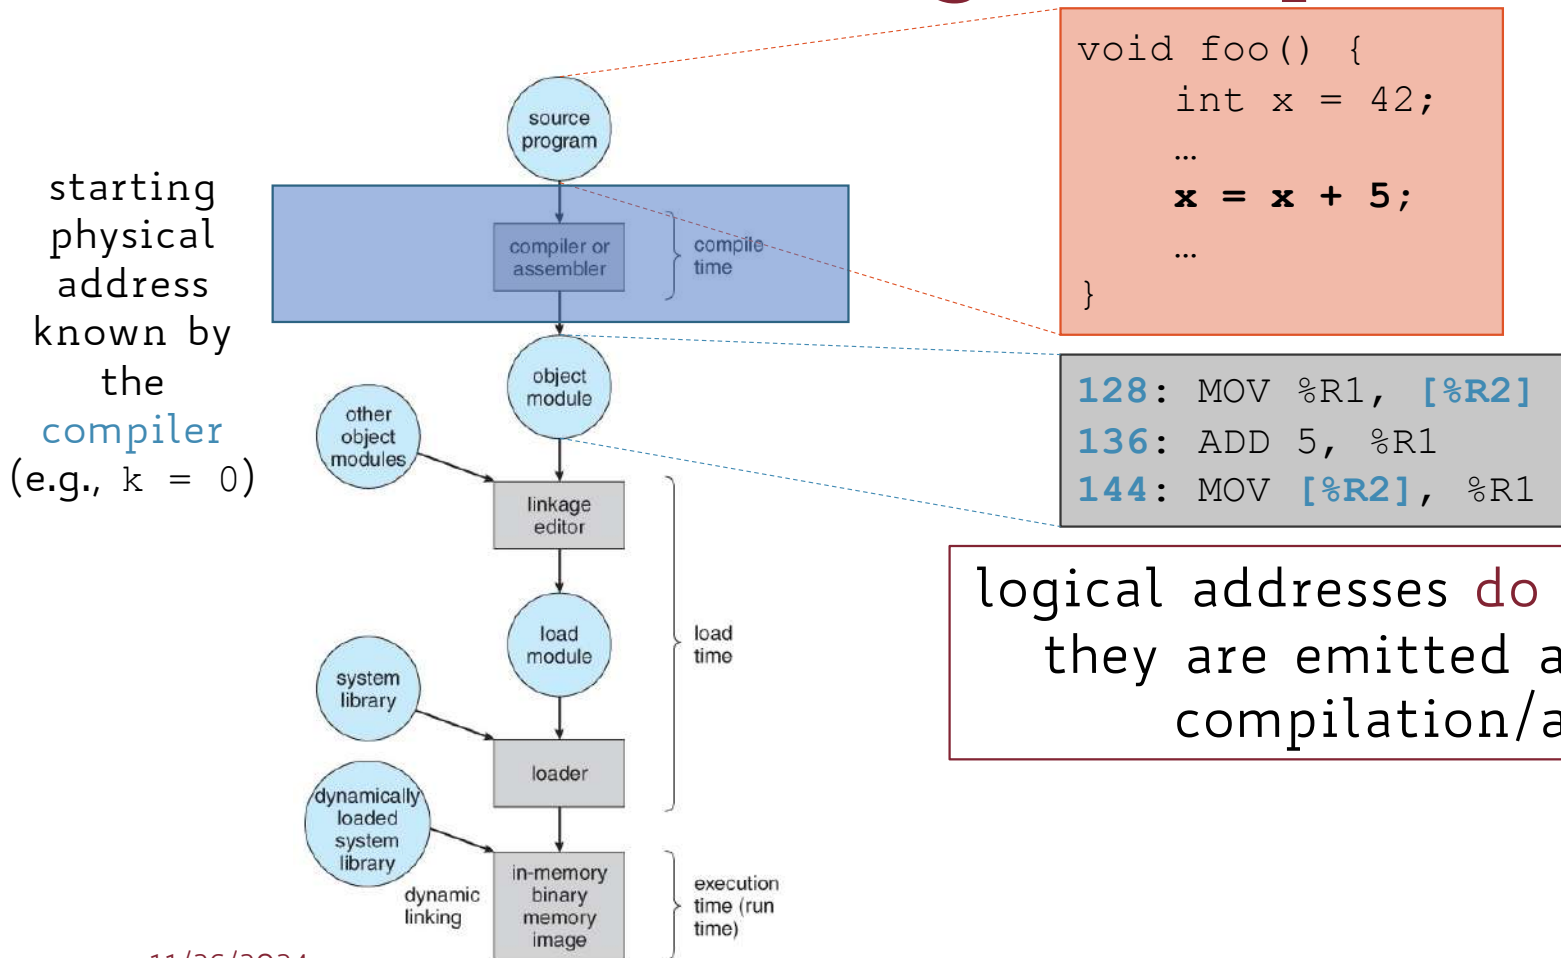 starting
physical
address
known by
the
compiler
(e.g., k = 0)
source
program
compiler or
assembler
compile
time
object
module
other
object
modules
linkage
editor
load
module
load
time
system
library
loader
dynamically
loaded
system
library
dynamic
linking
in-memory
binary
memory
image
execution
time (run
time)
void foo() {
int x = 42;
…
x = x + 5;
…
}
128: MOV %R1, [%R2]
136: ADD 5, %R1
144: MOV [%R2], %R1
logical addresses do
they are emitted a
compilation/a